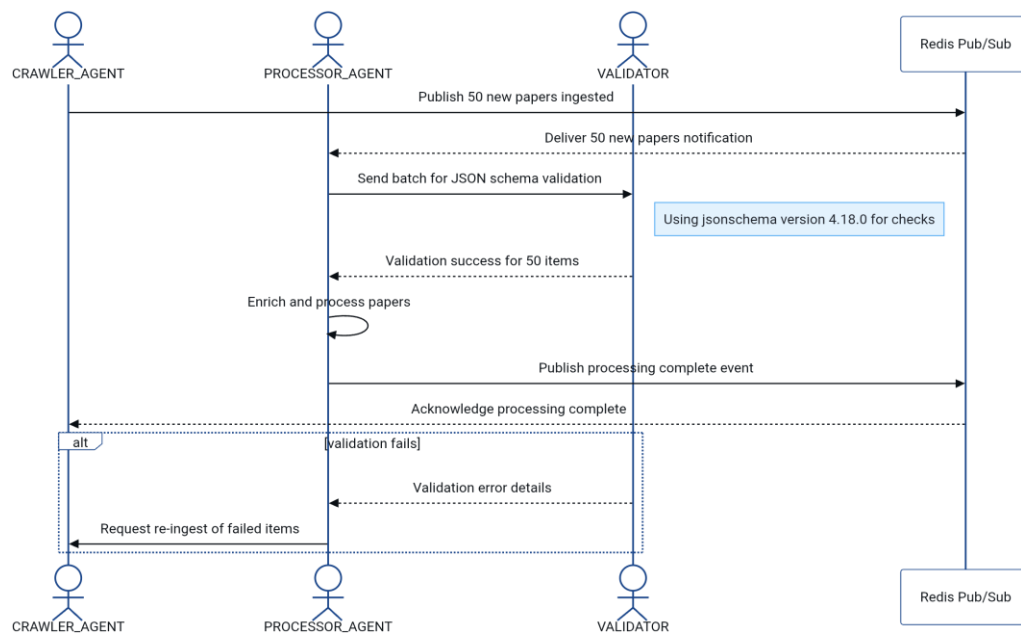 CRAWLER_AGENT
PROCESSOR_AGENT
VALIDATOR
Redis Pub/Sub
Publish 50 new papers ingested
Deliver 50 new papers notification
Send batch for JSON schema validation
Using jsonschema version 4.18.0 for checks
Validation success for 50 items
Enrich and process papers
Publish processing complete event
Acknowledge processing complete
alt
[validation fails]
Validation error details
Request re-ingest of failed items
CRAWLER_AGENT
PROCESSOR_AGENT
VALIDATOR
Redis Pub/Sub